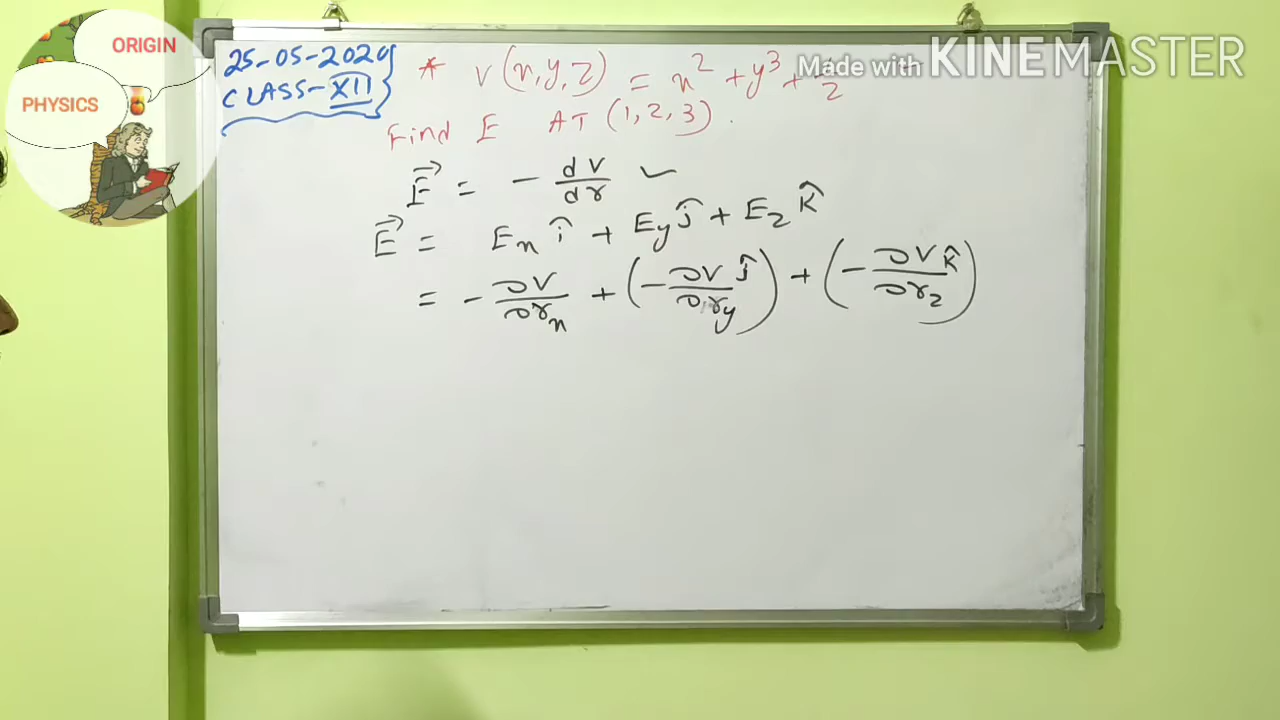 ORIGIN
PHYSICS
25-05-2020
CLASS-XII
Made with KINEMASTER
* V(x,y,z) = x² + y³ +
Find E AT (1,2,3).
E⃗ = - dV/dr ✓
E⃗ = Ex î + Ey ĵ + Ez k̂
= - ∂V/∂rx + (- ∂V/∂ry ĵ) + (- ∂V/∂rz k̂)